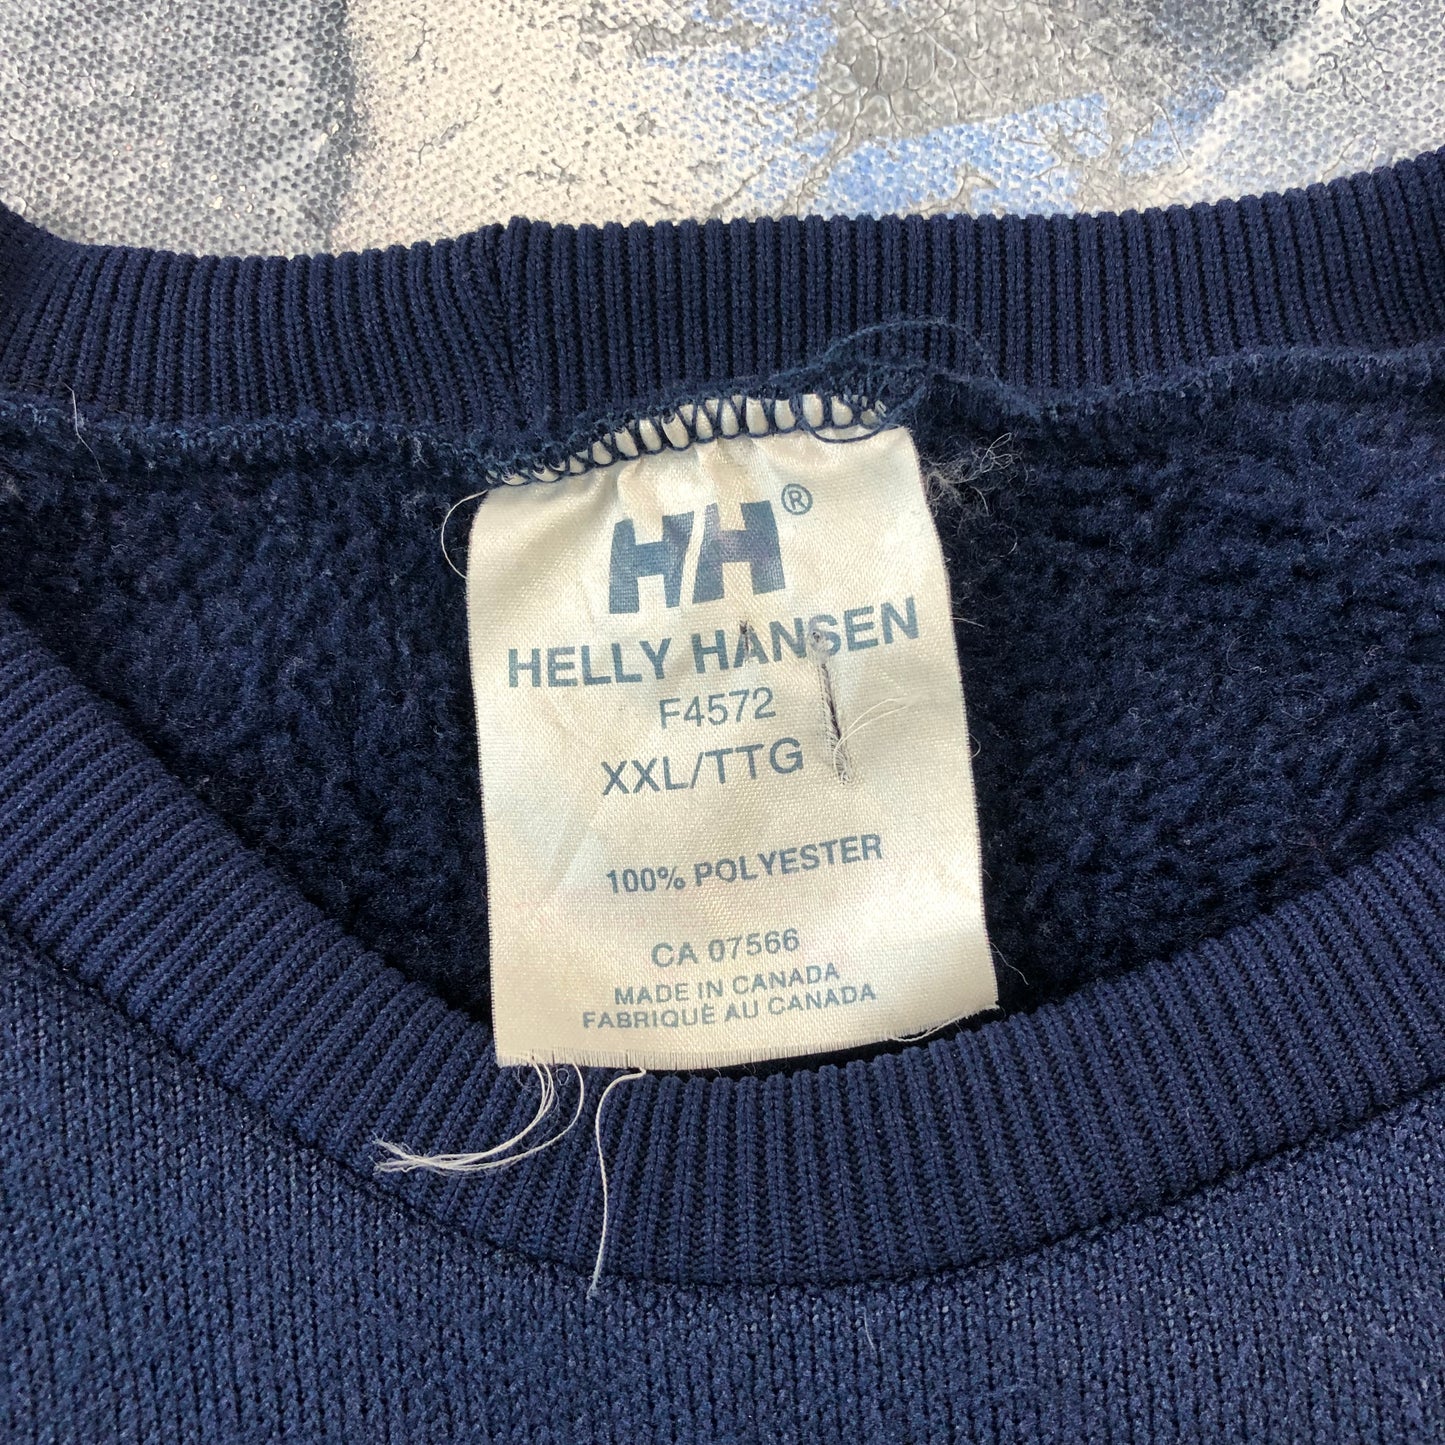 HH®
HELLY HANSEN
F4572
XXL/TTG
100% POLYESTER
CA 07566
MADE IN CANADA
FABRIQUÉ AU CANADA